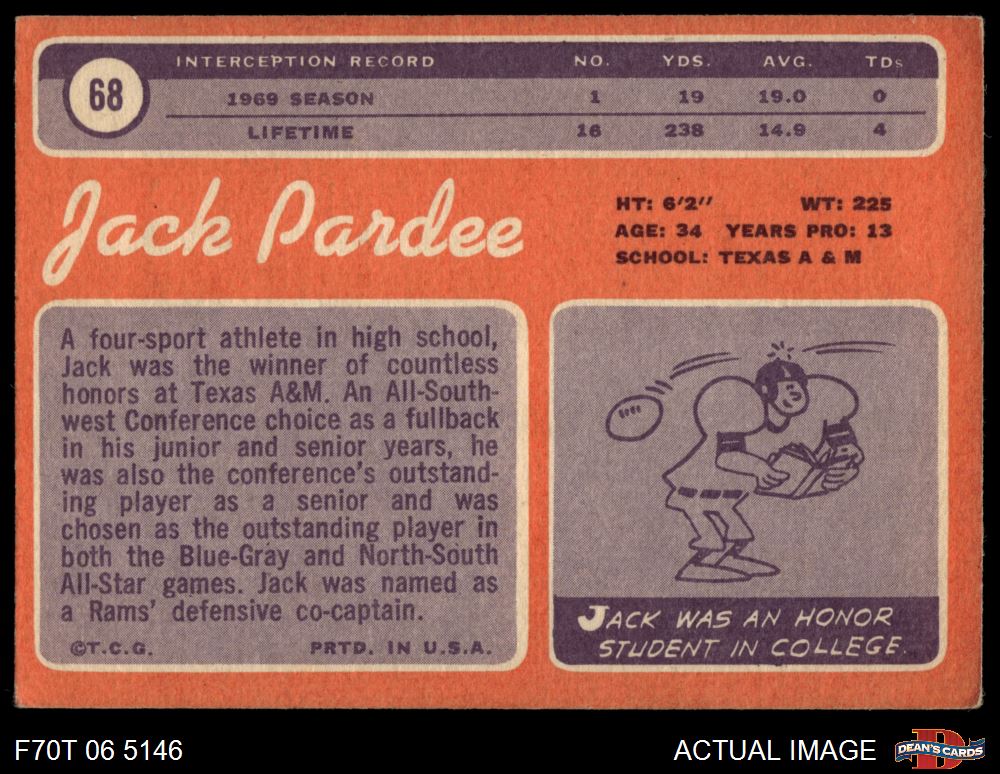 68
INTERCEPTION RECORD NO. YDS. AVG. TDs
1969 SEASON 1 19 19.0 0
LIFETIME 16 238 14.9 4
Jack Pardee
HT: 6'2" WT: 225
AGE: 34 YEARS PRO: 13
SCHOOL: TEXAS A & M
A four-sport athlete in high school,
Jack was the winner of countless
honors at Texas A&M. An All-South-
west Conference choice as a fullback
in his junior and senior years, he
was also the conference's outstand-
ing player as a senior and was
chosen as the outstanding player in
both the Blue-Gray and North-South
All-Star games. Jack was named as
a Rams' defensive co-captain.
©T.C.G. PRTD. IN U.S.A.
JACK WAS AN HONOR
STUDENT IN COLLEGE.
F70T 06 5146
ACTUAL IMAGE
DEAN'S CARDS